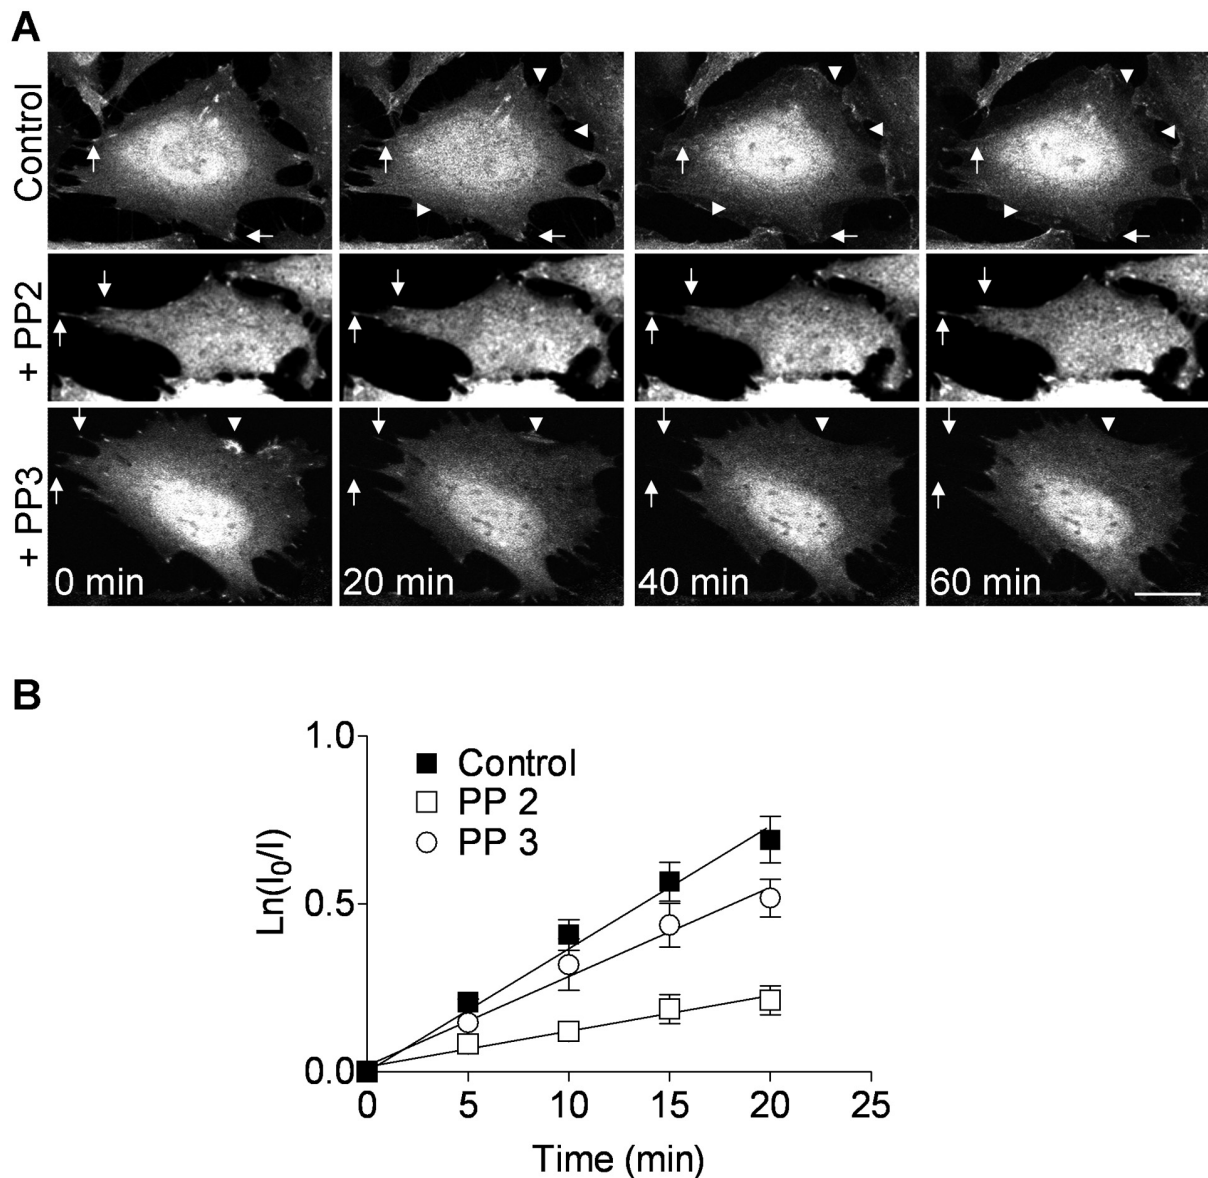 A
Control
+ PP2
+ PP3
0 min
20 min
40 min
60 min
B
1.0
0.5
0.0
Ln(I₀/I)
Control
PP 2
PP 3
0 5 10 15 20 25
Time (min)